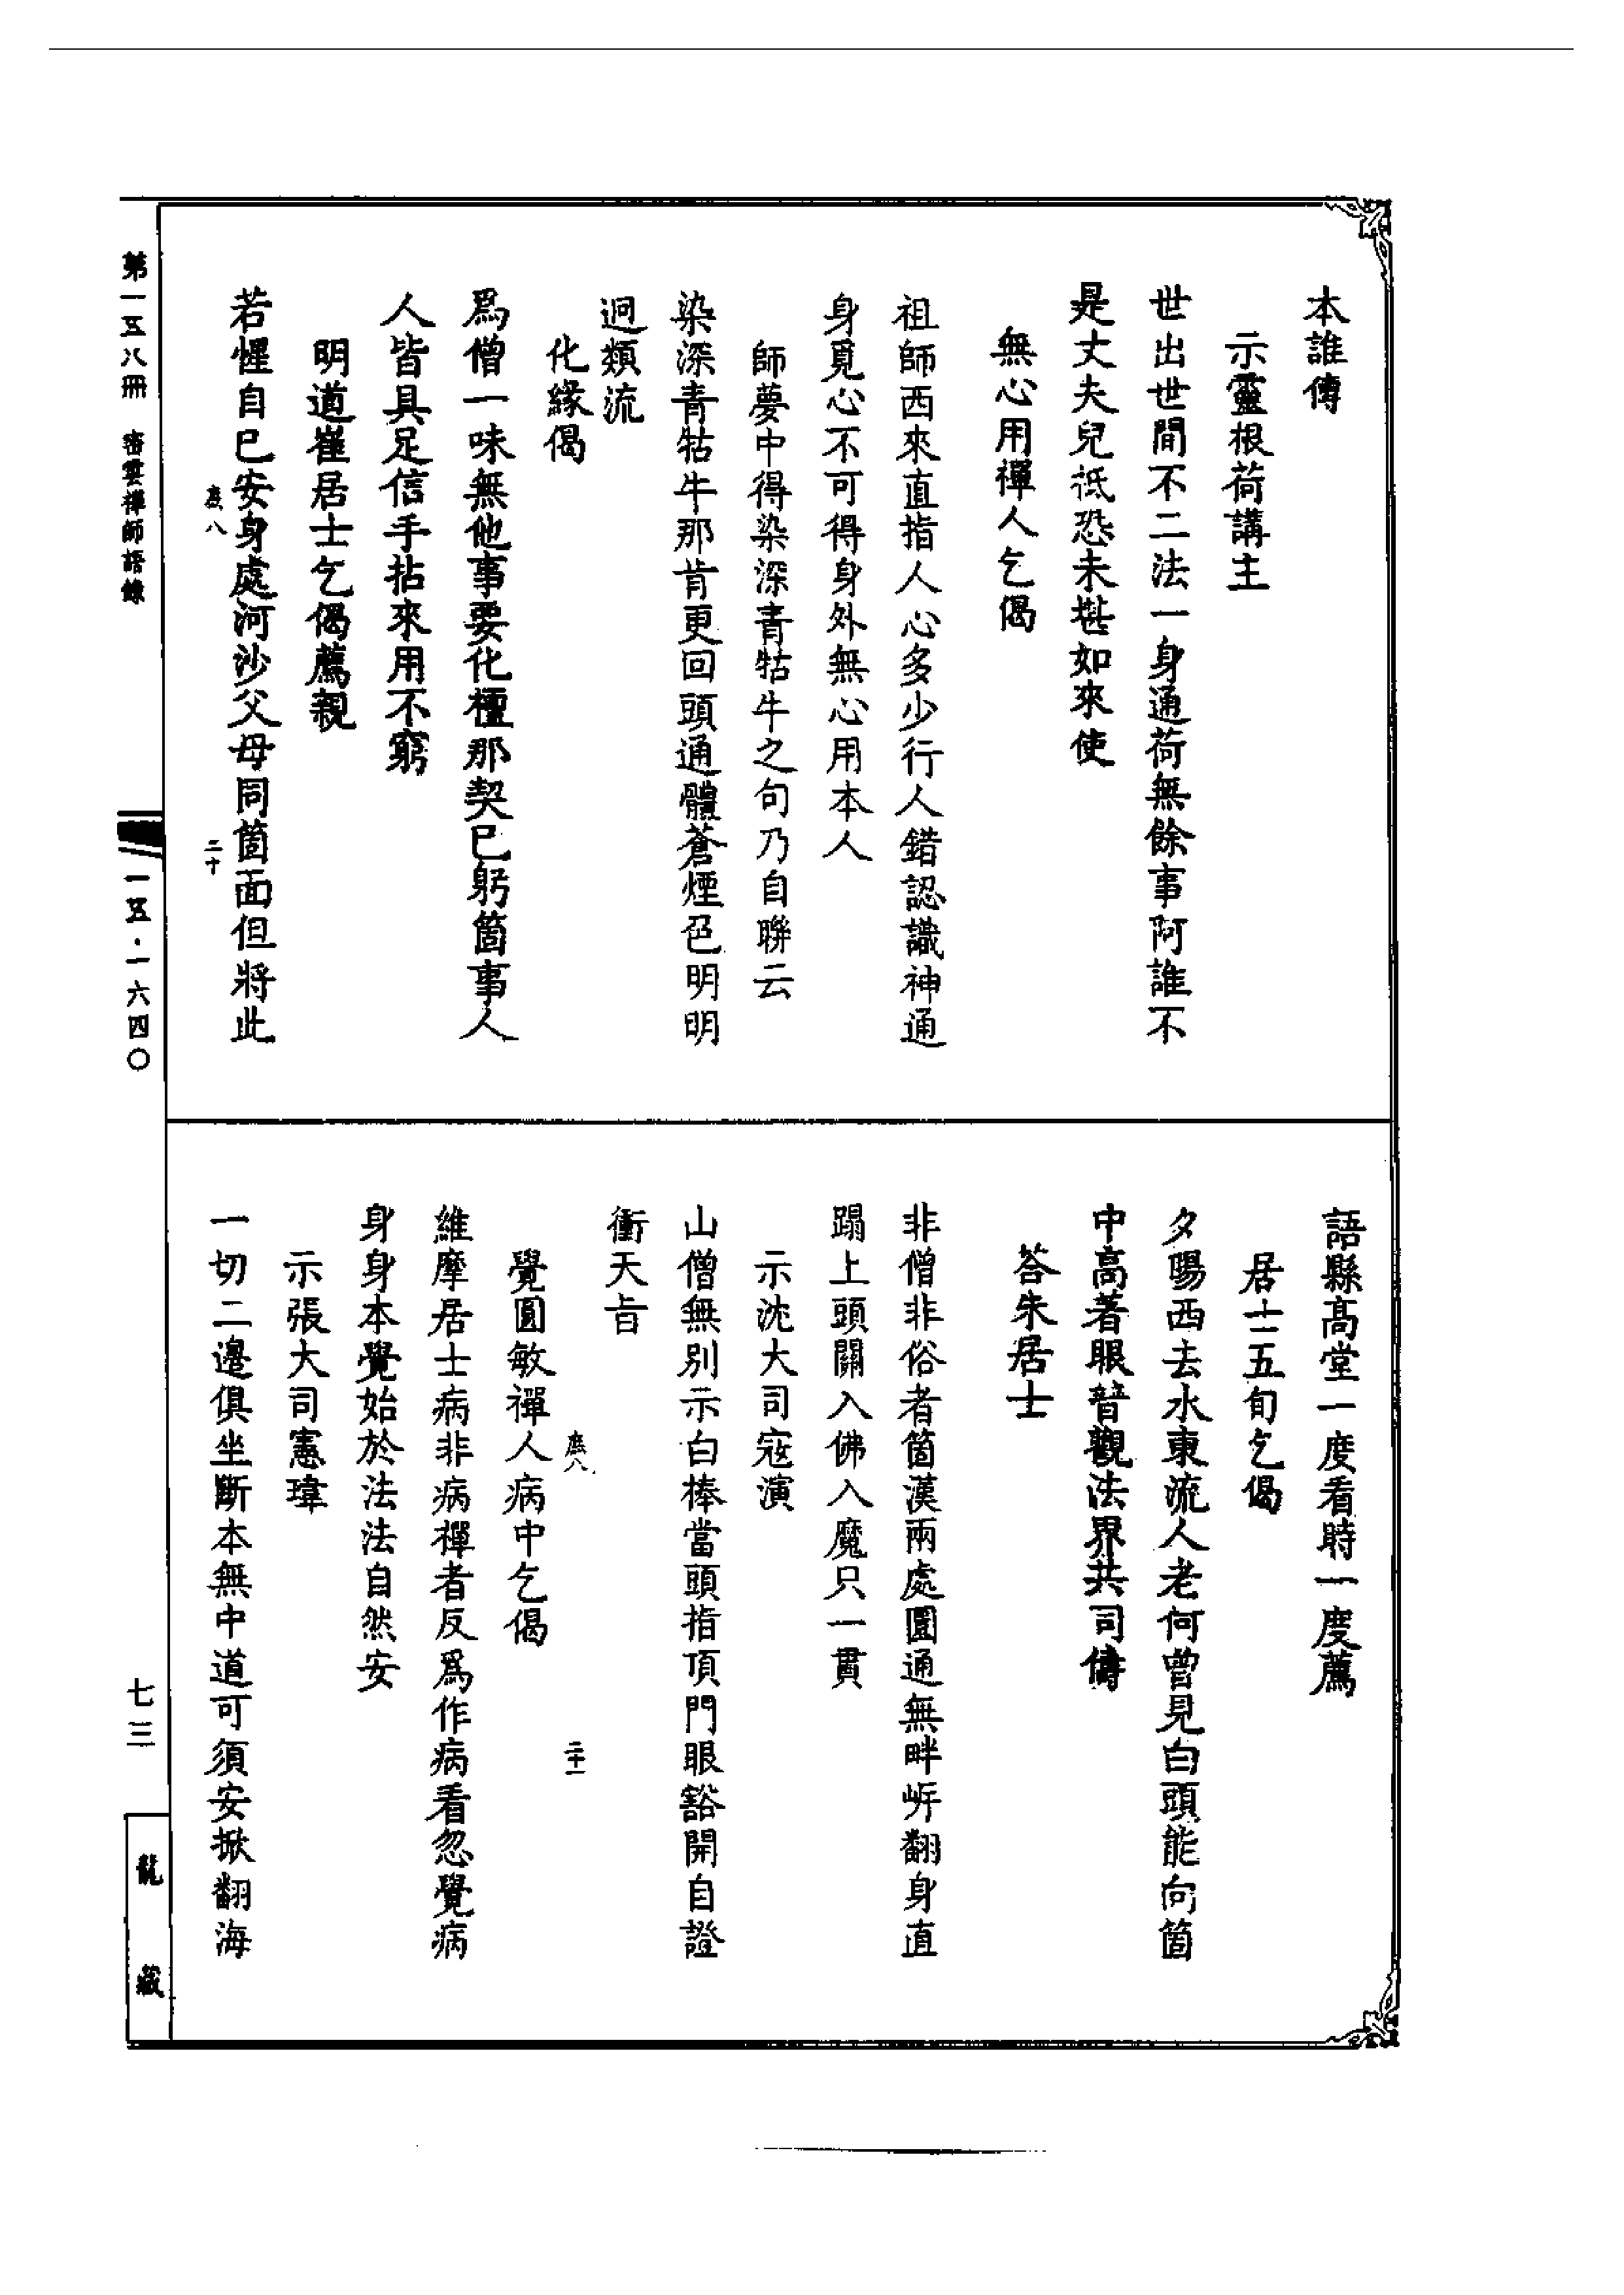 本誰傳
示靈根荷講主
世出世間不二法一身通荷無餘事阿誰不
是丈夫兒祇恐未堪如來使
無心用禪人乞偈
祖師西來直指人心多少行人錯認識神通
身覓心不可得身外無心用本人
師夢中得染深青牯牛之句乃自聯云
染深青牯牛那肯更回頭通體蒼煙色明明
迥類流
化緣偈
爲僧一味無他事要化檀那契已躬箇事人
人皆具足信手拈來用不窮
明道崔居士乞偈薦親
若惺自已安身處河沙父母同箇面但將此
語縣高堂一度看時一度薦
居士五旬乞偈
夕陽西去水東流人老何曾見白頭能向箇
中高著眼音觀法界共司儔
荅朱居士
非僧非俗者箇漢兩處圓通無畔岸翻身直
蹋上頭關入佛入魔只一貫
示沈大司寇演
山僧無別示白棒當頭指頂門眼豁開自證
衝天旨
覺圓敏禪人病中乞偈
維摩居士病非病禪者反爲作病看忽覺病
身身本覺始於法法自然安
示張大司憲瑋
一切二邊俱坐斷本無中道可須安掀翻海
第一五八冊 密雲禪師語錄
一五·一六四〇
七三
龍藏
二十
二十一